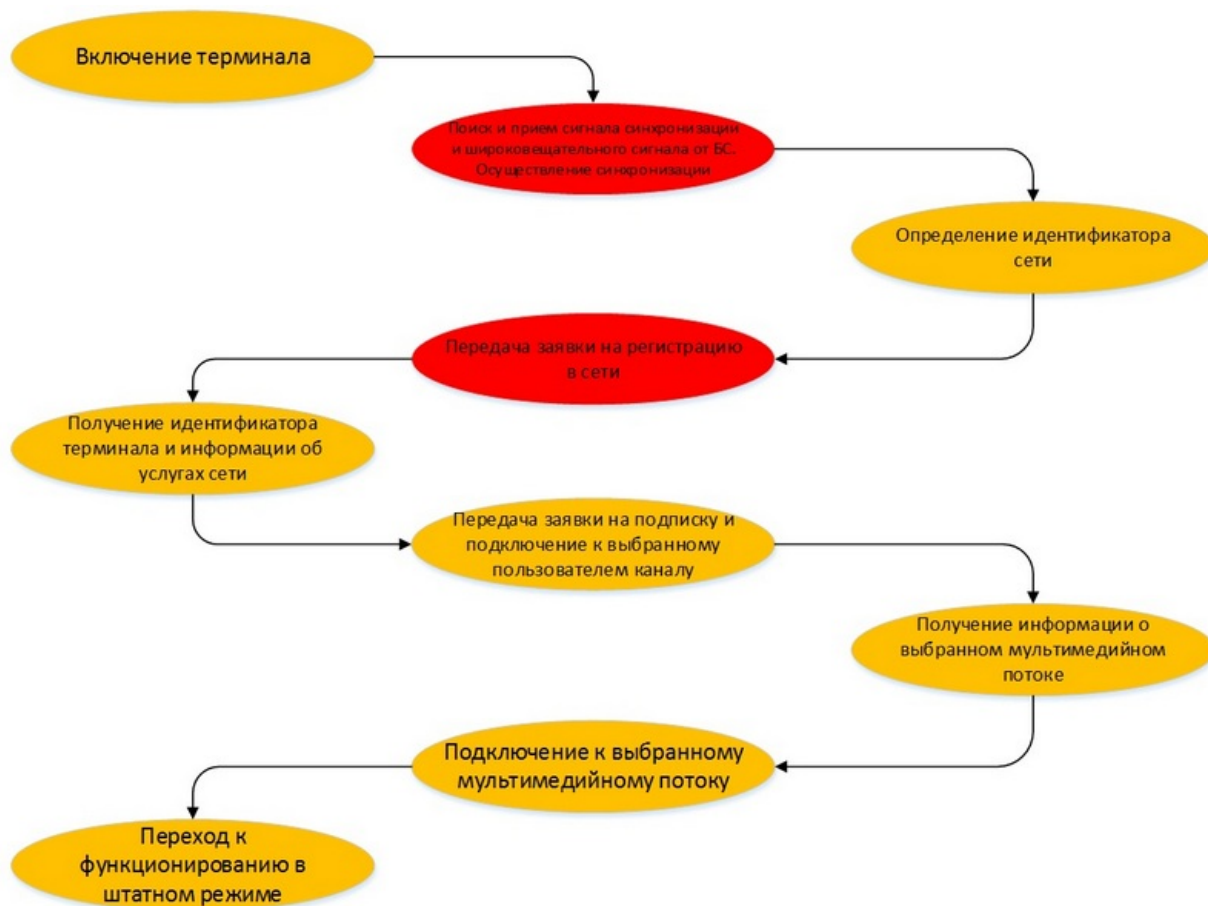 Включение терминала
Поиск и прием сигнала синхронизации
и широковещательного сигнала от БС.
Осуществление синхронизации
Определение идентификатора
сети
Передача заявки на регистрацию
в сети
Получение идентификатора
терминала и информации об
услугах сети
Передача заявки на подписку и
подключение к выбранному
пользователем каналу
Получение информации о
выбранном мультимедийном
потоке
Подключение к выбранному
мультимедийному потоку
Переход к
функционированию в
штатном режиме